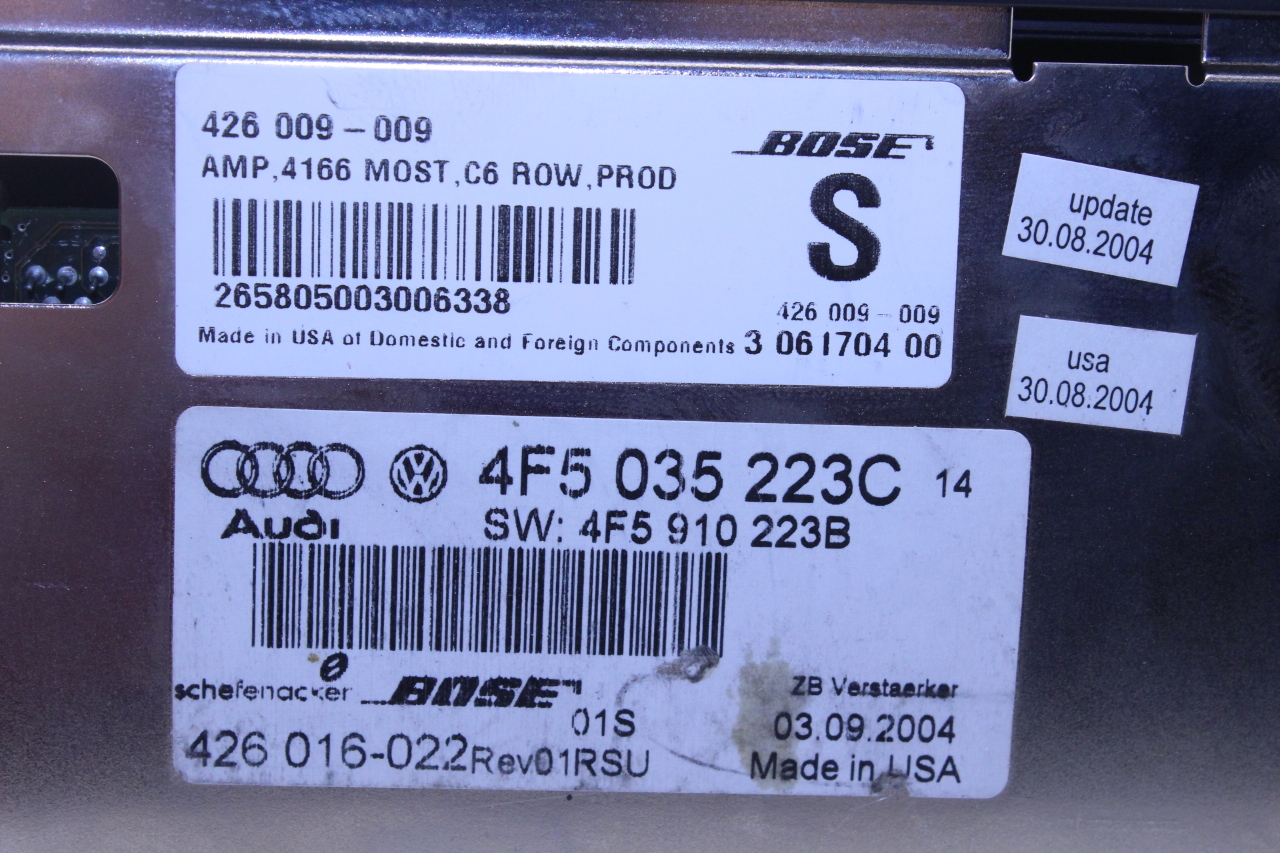 426 009-009
BOSE
AMP,4166 MOST,C6 ROW,PROD
S
265805003006338
426 009-009
Made in USA of Domestic and Foreign Components 3 061704 00
update
30.08.2004
usa
30.08.2004
4F5 035 223C 14
Audi
SW: 4F5 910 223B
schefenacker BOSE
ZB Verstaerker
01S
03.09.2004
426 016-022Rev01RSU
Made in USA